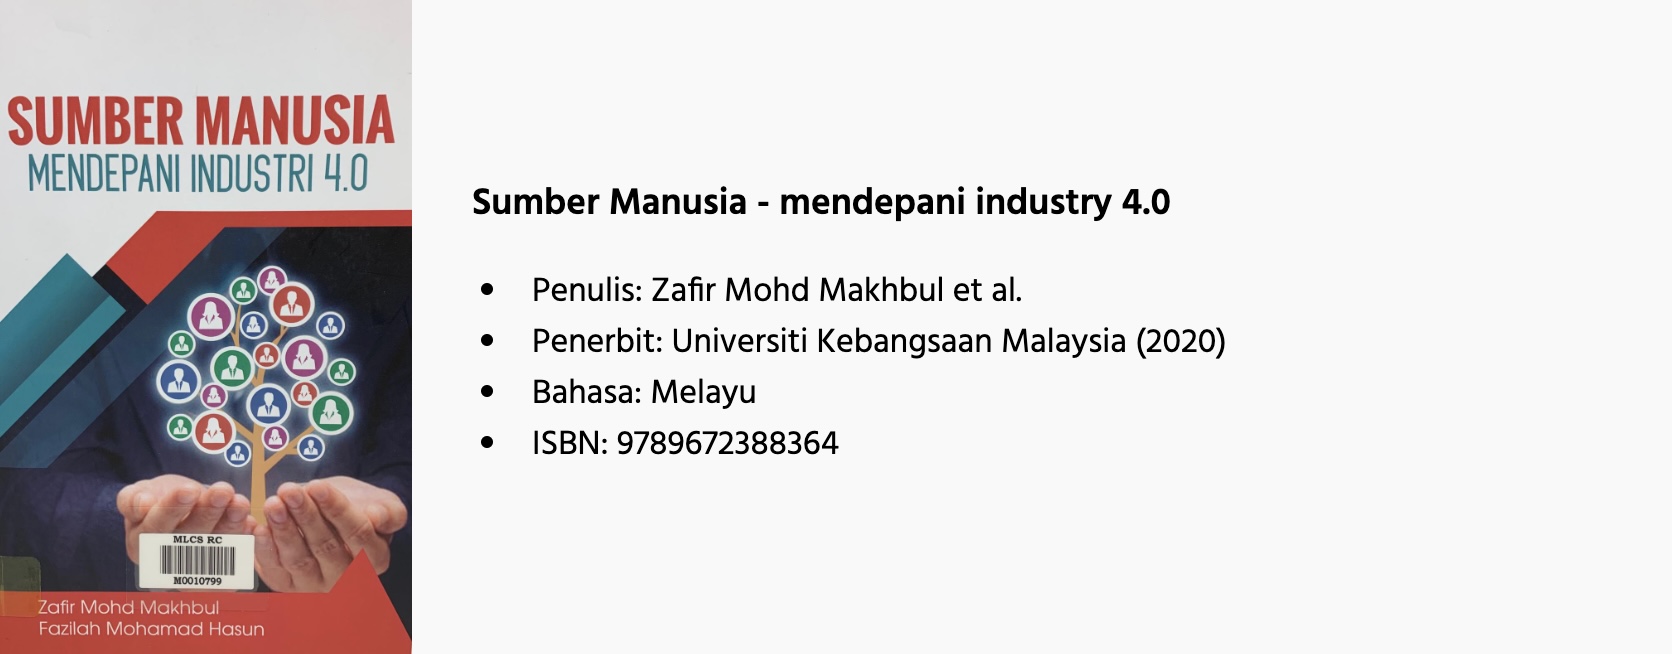 SUMBER MANUSIA
MENDEPANI INDUSTRI 4.0
MLCS RC
M0010799
Zafir Mohd Makhbul
Fazilah Mohamad Hasun
Sumber Manusia - mendepani industry 4.0
• Penulis: Zafir Mohd Makhbul et al.
• Penerbit: Universiti Kebangsaan Malaysia (2020)
• Bahasa: Melayu
• ISBN: 9789672388364